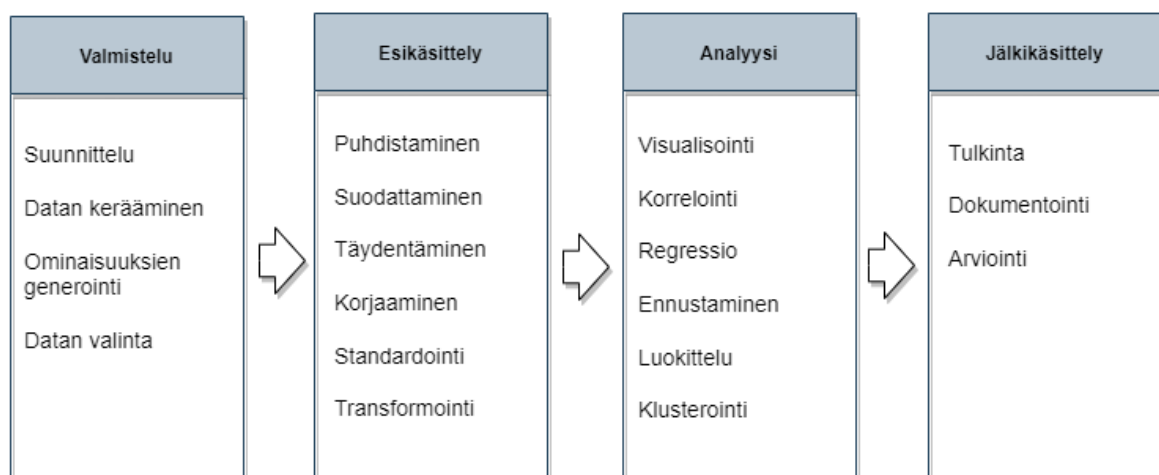 Valmistelu
Suunnittelu
Datan kerääminen
Ominaisuuksien
generointi
Datan valinta
Esikäsittely
Puhdistaminen
Suodattaminen
Täydentäminen
Korjaaminen
Standardointi
Transformointi
Analyysi
Visualisointi
Korrelointi
Regressio
Ennustaminen
Luokittelu
Klusterointi
Jälkikäsittely
Tulkinta
Dokumentointi
Arviointi